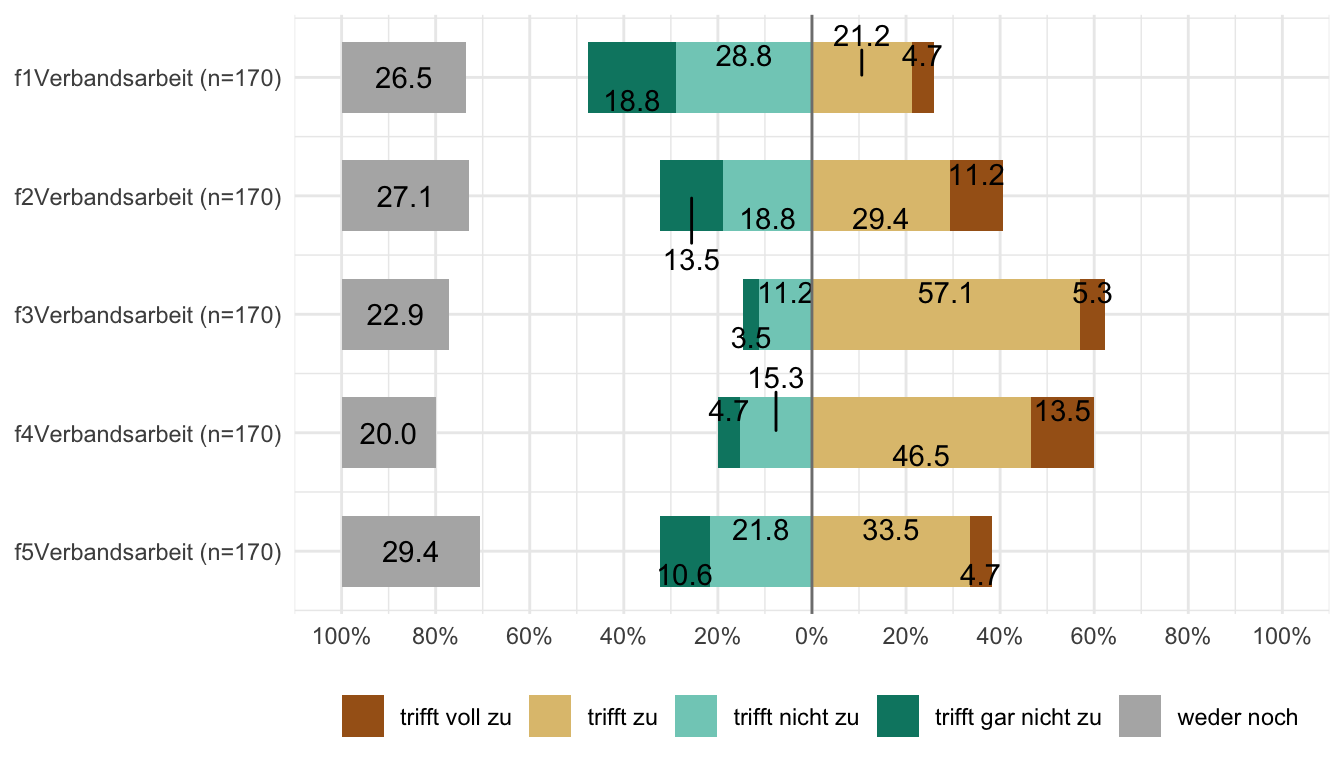 21.2
28.8 4.7
f1Verbandsarbeit (n=170) 26.5
18.8
11.2
f2Verbandsarbeit (n=170) 27.1
18.8 29.4
13.5
11.2 57.1 5.3
f3Verbandsarbeit (n=170) 22.9
3.5
15.3
4.7 13.5
f4Verbandsarbeit (n=170) 20.0
46.5
21.8 33.5
f5Verbandsarbeit (n=170) 29.4
10.6 4.7
100% 80% 60% 40% 20% 0% 20% 40% 60% 80% 100%
trifft voll zu trifft zu trifft nicht zu trifft gar nicht zu weder noch